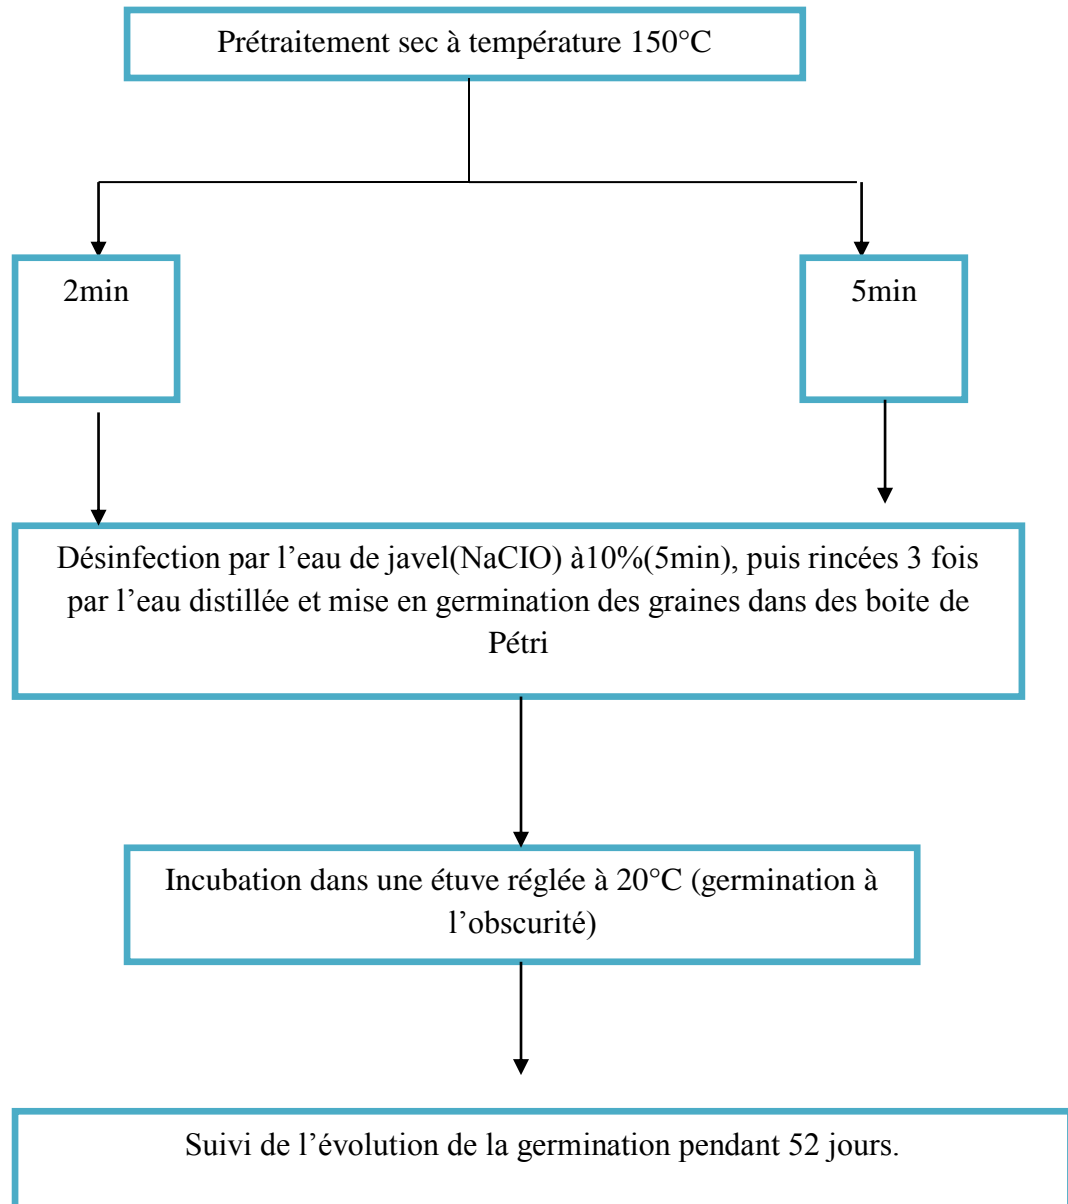 Prétraitement sec à température 150°C
2min
5min
Désinfection par l’eau de javel(NaCIO) à10%(5min), puis rincées 3 fois
par l’eau distillée et mise en germination des graines dans des boite de
Pétri
Incubation dans une étuve réglée à 20°C (germination à
l’obscurité)
Suivi de l’évolution de la germination pendant 52 jours.